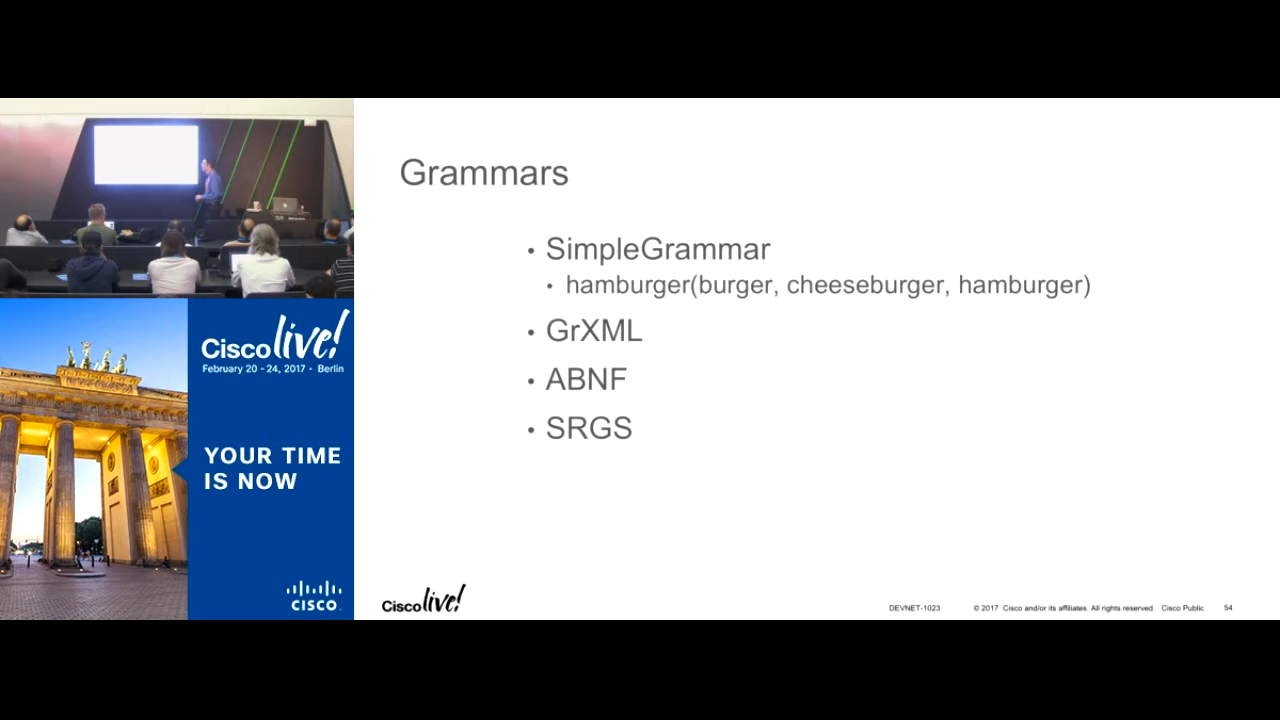 Grammars
• SimpleGrammar
• hamburger(burger, cheeseburger, hamburger)
• GrXML
• ABNF
• SRGS
Cisco live!
February 20 - 24, 2017 • Berlin
YOUR TIME
IS NOW
CISCO
Cisco live!
DEVNET-1023 © 2017 Cisco and/or its affiliates. All rights reserved. Cisco Public 54